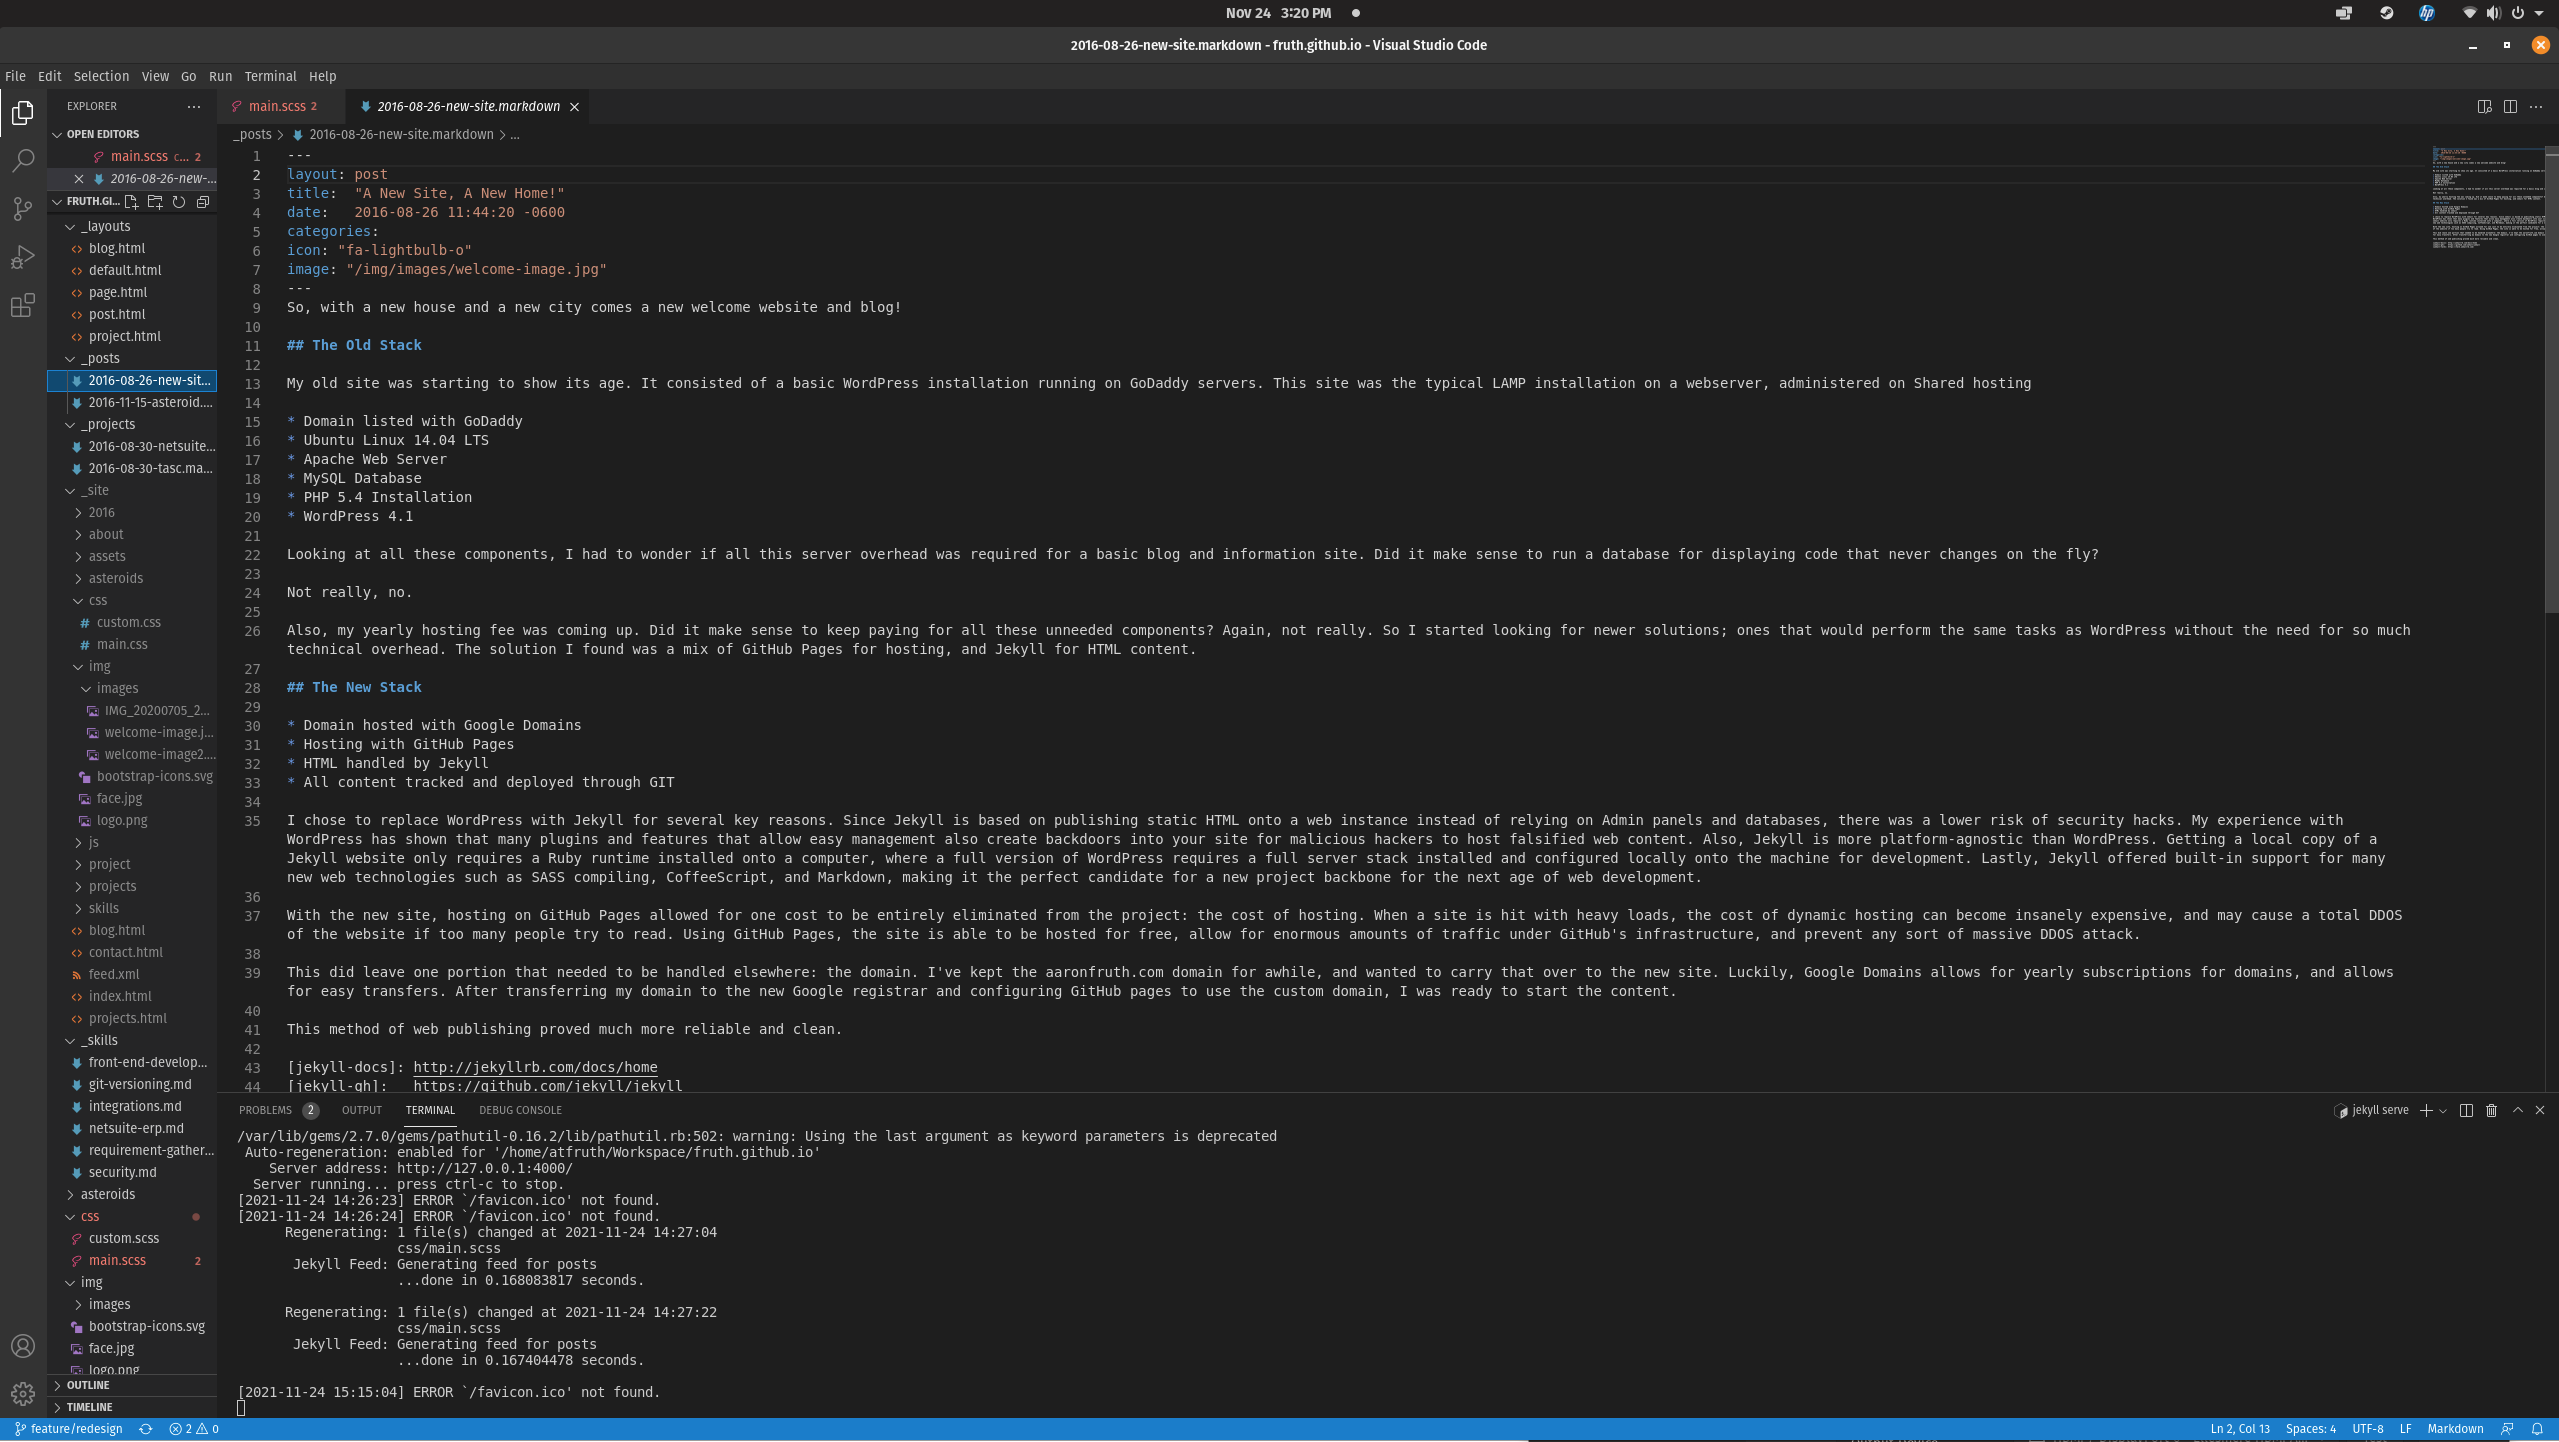 Nov 24 3:20 PM
2016-08-26-new-site.markdown - fruth.github.io - Visual Studio Code
File Edit Selection View Go Run Terminal Help
EXPLORER
OPEN EDITORS
main.scss c... 2
2016-08-26-new-...
FRUTH.GI...
_layouts
blog.html
default.html
page.html
post.html
project.html
_posts
2016-08-26-new-sit...
2016-11-15-asteroid....
_projects
2016-08-30-netsuite...
2016-08-30-tasc.ma...
_site
2016
about
assets
asteroids
css
custom.css
main.css
img
images
IMG_20200705_2...
welcome-image.j...
welcome-image2....
bootstrap-icons.svg
face.jpg
logo.png
js
project
projects
skills
blog.html
contact.html
feed.xml
index.html
projects.html
_skills
front-end-develop...
git-versioning.md
integrations.md
netsuite-erp.md
requirement-gather...
security.md
asteroids
css
custom.scss
main.scss 2
img
images
bootstrap-icons.svg
face.jpg
logo.png
OUTLINE
TIMELINE
main.scss 2 2016-08-26-new-site.markdown
_posts > 2016-08-26-new-site.markdown > ...
1 ---
2 layout: post
3 title:  "A New Site, A New Home!"
4 date:   2016-08-26 11:44:20 -0600
5 categories:
6 icon: "fa-lightbulb-o"
7 image: "/img/images/welcome-image.jpg"
8 ---
9 So, with a new house and a new city comes a new welcome website and blog!
10
11 ## The Old Stack
12
13 My old site was starting to show its age. It consisted of a basic WordPress installation running on GoDaddy servers. This site was the typical LAMP installation on a webserver, administered on Shared hosting
14
15 * Domain listed with GoDaddy
16 * Ubuntu Linux 14.04 LTS
17 * Apache Web Server
18 * MySQL Database
19 * PHP 5.4 Installation
20 * WordPress 4.1
21
22 Looking at all these components, I had to wonder if all this server overhead was required for a basic blog and information site. Did it make sense to run a database for displaying code that never changes on the fly?
23
24 Not really, no.
25
26 Also, my yearly hosting fee was coming up. Did it make sense to keep paying for all these unneeded components? Again, not really. So I started looking for newer solutions; ones that would perform the same tasks as WordPress without the need for so much
technical overhead. The solution I found was a mix of GitHub Pages for hosting, and Jekyll for HTML content.
27
28 ## The New Stack
29
30 * Domain hosted with Google Domains
31 * Hosting with GitHub Pages
32 * HTML handled by Jekyll
33 * All content tracked and deployed through GIT
34
35 I chose to replace WordPress with Jekyll for several key reasons. Since Jekyll is based on publishing static HTML onto a web instance instead of relying on Admin panels and databases, there was a lower risk of security hacks. My experience with
WordPress has shown that many plugins and features that allow easy management also create backdoors into your site for malicious hackers to host falsified web content. Also, Jekyll is more platform-agnostic than WordPress. Getting a local copy of a
Jekyll website only requires a Ruby runtime installed onto a computer, where a full version of WordPress requires a full server stack installed and configured locally onto the machine for development. Lastly, Jekyll offered built-in support for many
new web technologies such as SASS compiling, CoffeeScript, and Markdown, making it the perfect candidate for a new project backbone for the next age of web development.
36
37 With the new site, hosting on GitHub Pages allowed for one cost to be entirely eliminated from the project: the cost of hosting. When a site is hit with heavy loads, the cost of dynamic hosting can become insanely expensive, and may cause a total DDOS
of the website if too many people try to read. Using GitHub Pages, the site is able to be hosted for free, allow for enormous amounts of traffic under GitHub's infrastructure, and prevent any sort of massive DDOS attack.
38
39 This did leave one portion that needed to be handled elsewhere: the domain. I've kept the aaronfruth.com domain for awhile, and wanted to carry that over to the new site. Luckily, Google Domains allows for yearly subscriptions for domains, and allows
for easy transfers. After transferring my domain to the new Google registrar and configuring GitHub pages to use the custom domain, I was ready to start the content.
40
41 This method of web publishing proved much more reliable and clean.
42
43 [jekyll-docs]: http://jekyllrb.com/docs/home
44 [jekyll-gh]:   https://github.com/jekyll/jekyll
PROBLEMS 2 OUTPUT TERMINAL DEBUG CONSOLE jekyll serve
/var/lib/gems/2.7.0/gems/pathutil-0.16.2/lib/pathutil.rb:502: warning: Using the last argument as keyword parameters is deprecated
Auto-regeneration: enabled for '/home/atfruth/Workspace/fruth.github.io'
Server address: http://127.0.0.1:4000/
Server running... press ctrl-c to stop.
[2021-11-24 14:26:23] ERROR `/favicon.ico' not found.
[2021-11-24 14:26:24] ERROR `/favicon.ico' not found.
Regenerating: 1 file(s) changed at 2021-11-24 14:27:04
css/main.scss
Jekyll Feed: Generating feed for posts
...done in 0.168083817 seconds.
Regenerating: 1 file(s) changed at 2021-11-24 14:27:22
css/main.scss
Jekyll Feed: Generating feed for posts
...done in 0.167404478 seconds.
[2021-11-24 15:15:04] ERROR `/favicon.ico' not found.
feature/redesign 2 0 Ln 2, Col 13 Spaces: 4 UTF-8 LF Markdown